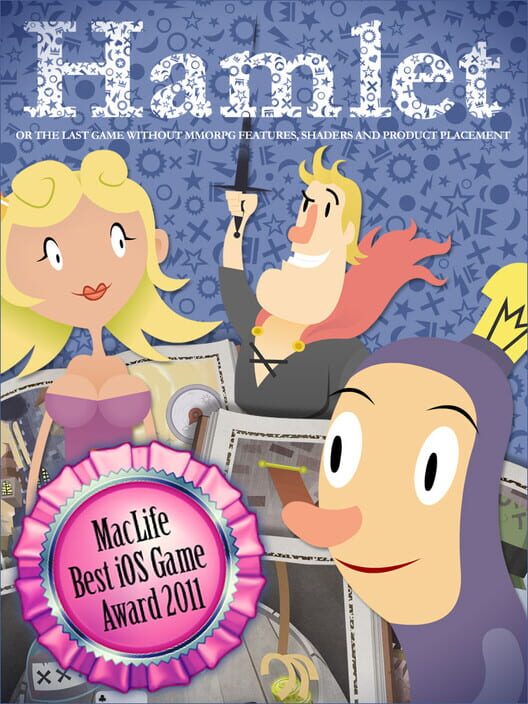 Hamlet
OR THE LAST GAME WITHOUT MMORPG FEATURES, SHADERS AND PRODUCT PLACEMENT
MacLife
Best iOS Game
Award 2011